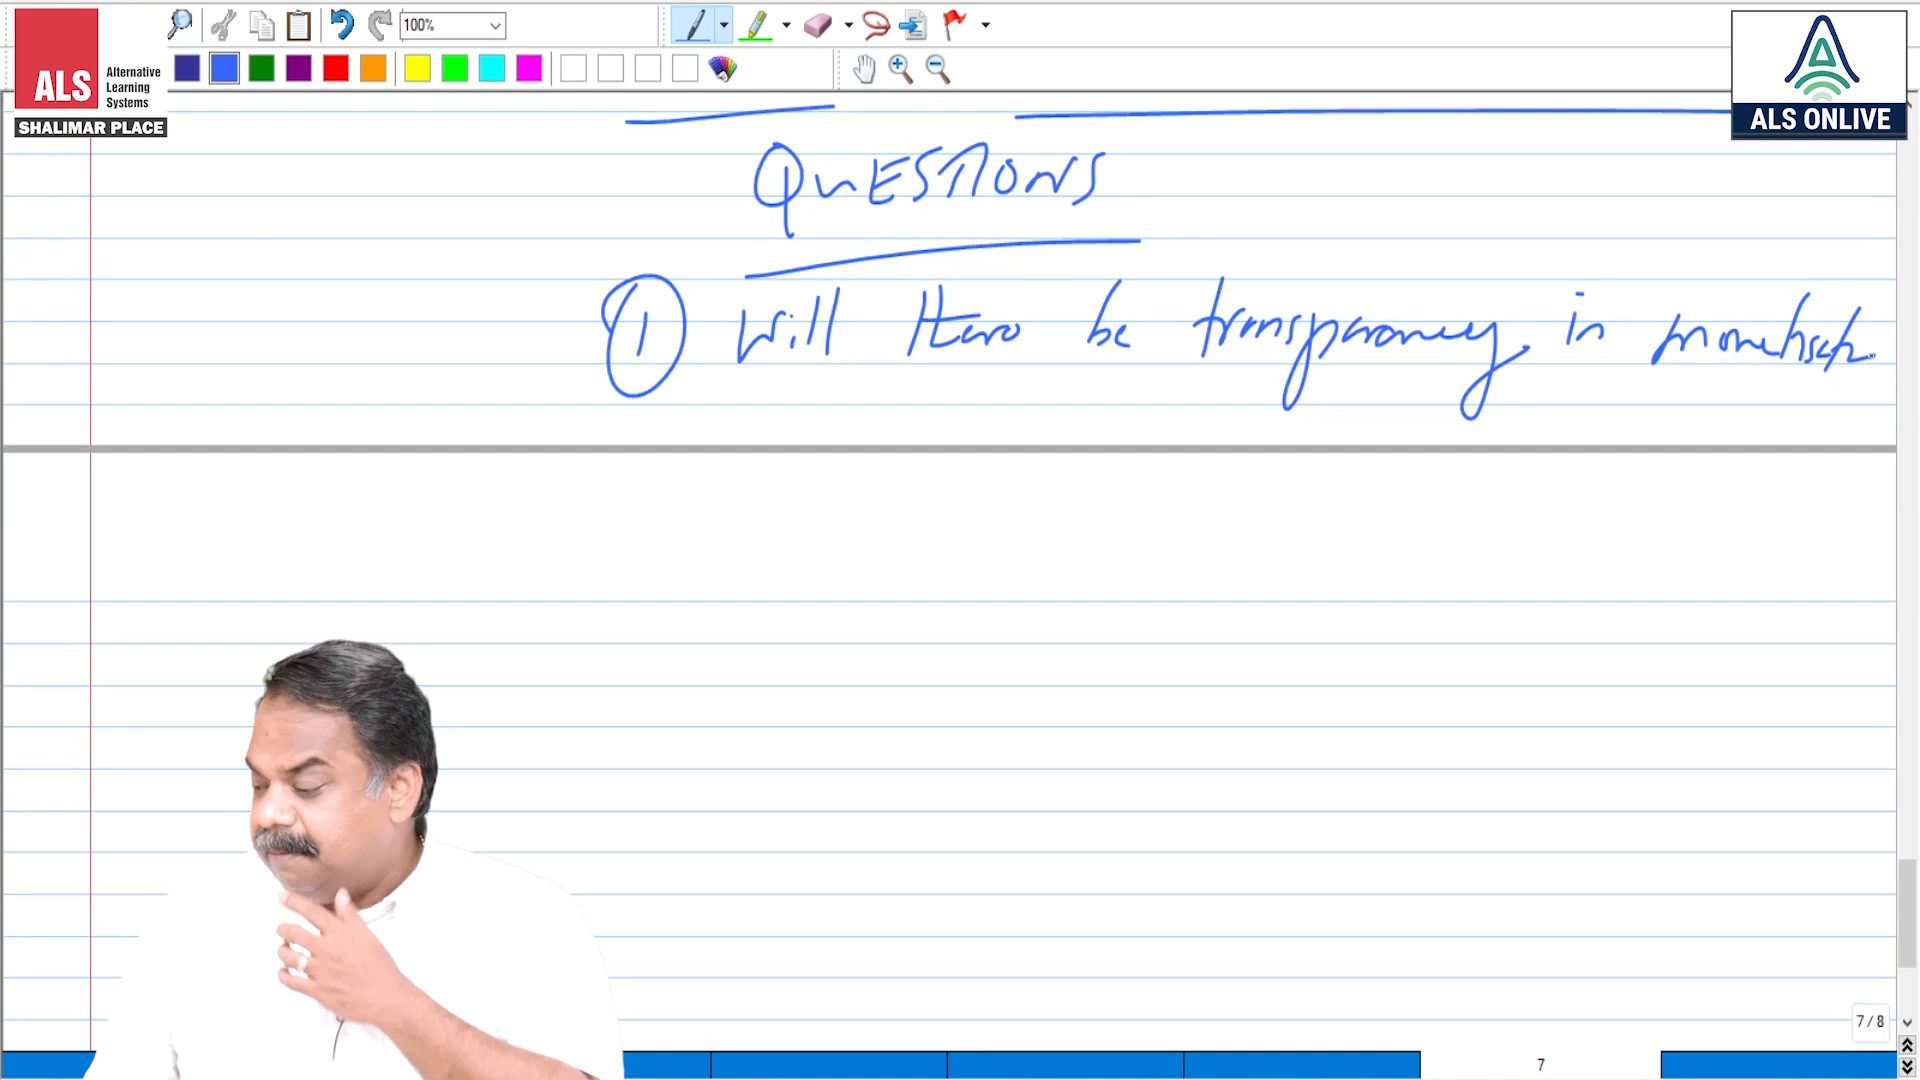 100%
ALS
Alternative
Learning
Systems
SHALIMAR PLACE
ALS ONLIVE
QUESTIONS
① Will there be transparency in
7 / 8
7